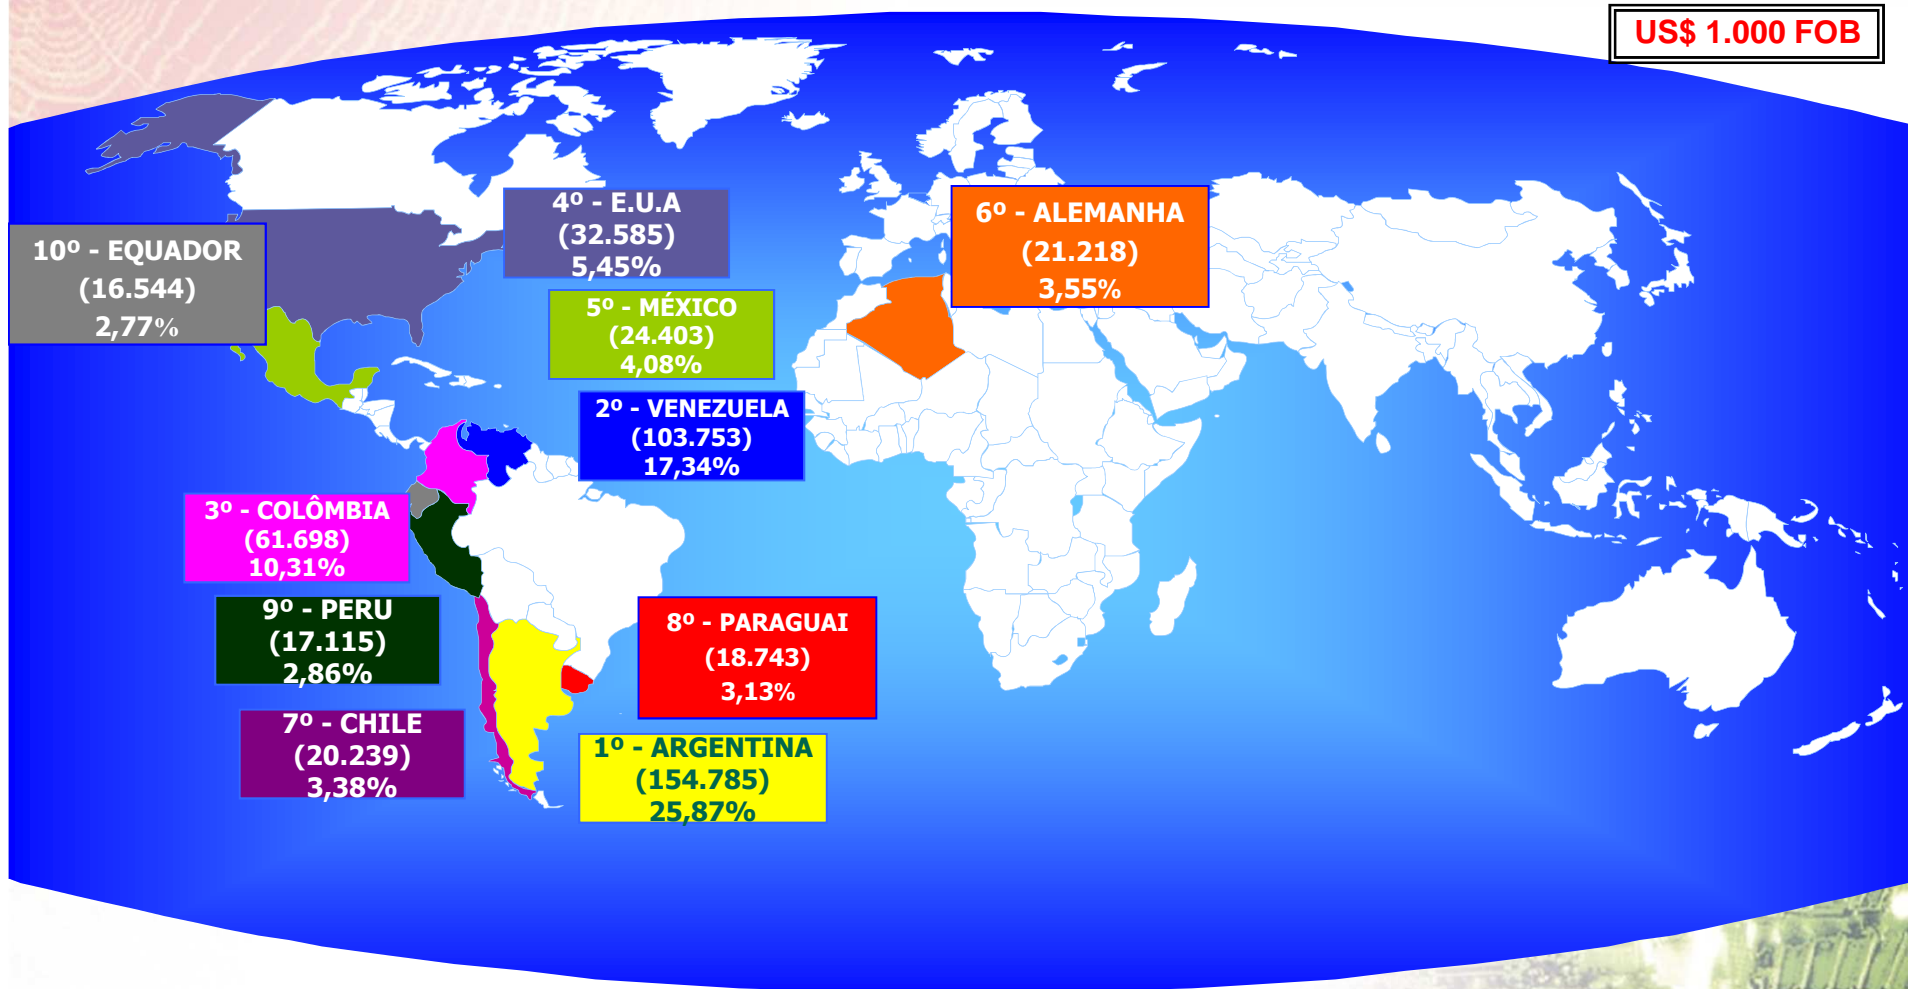 US$ 1.000 FOB
4º - E.U.A
(32.585)
5,45%
6º - ALEMANHA
(21.218)
3,55%
10º - EQUADOR
(16.544)
2,77%
5º - MÉXICO
(24.403)
4,08%
2º - VENEZUELA
(103.753)
17,34%
3º - COLÔMBIA
(61.698)
10,31%
9º - PERU
(17.115)
2,86%
8º - PARAGUAI
(18.743)
3,13%
7º - CHILE
(20.239)
3,38%
1º - ARGENTINA
(154.785)
25,87%